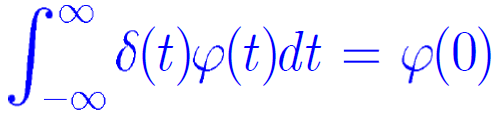 ∫_{-∞}^{∞} δ(t)φ(t)dt = φ(0)